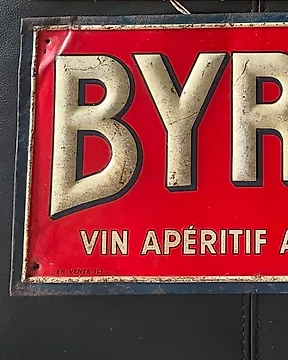 BYR
VIN APÉRITIF A
EN VENTE ICI